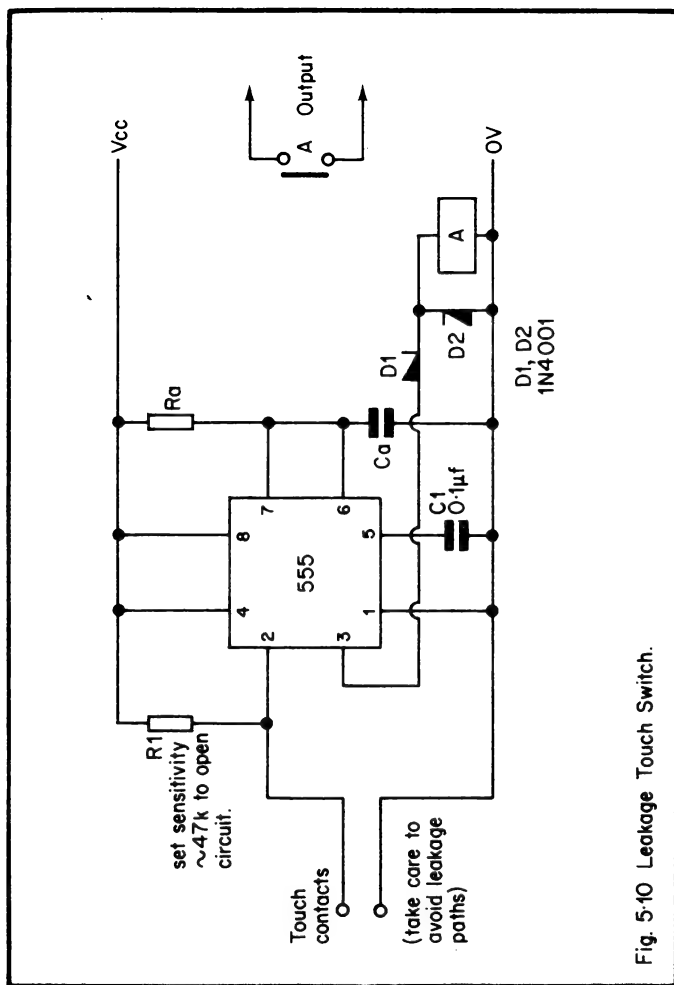 Vcc
A
Output
R1
set sensitivity
~47k to open
circuit.
Ra
4
8
2
555
7
3
6
1
5
Touch
contacts
(take care to
avoid leakage
paths)
C1
0·1µf
Ca
D1
D2
A
0V
D1, D2
1N4001
Fig. 5·10 Leakage Touch Switch.